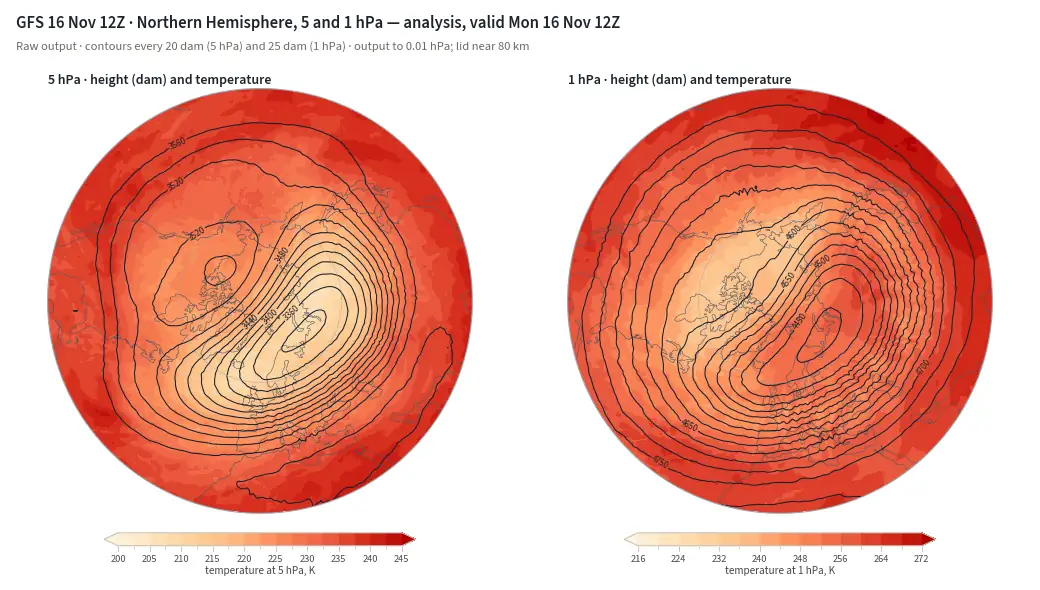 GFS 16 Nov 12Z · Northern Hemisphere, 5 and 1 hPa — analysis, valid Mon 16 Nov 12Z
Raw output · contours every 20 dam (5 hPa) and 25 dam (1 hPa) · output to 0.01 hPa; lid near 80 km
5 hPa · height (dam) and temperature
1 hPa · height (dam) and temperature
3560
3520
3520
3480
3440
3400
4600
4500
4550
4700
4650
4750
200 205 210 215 220 225 230 235 240 245
temperature at 5 hPa, K
216 224 232 240 248 256 264 272
temperature at 1 hPa, K